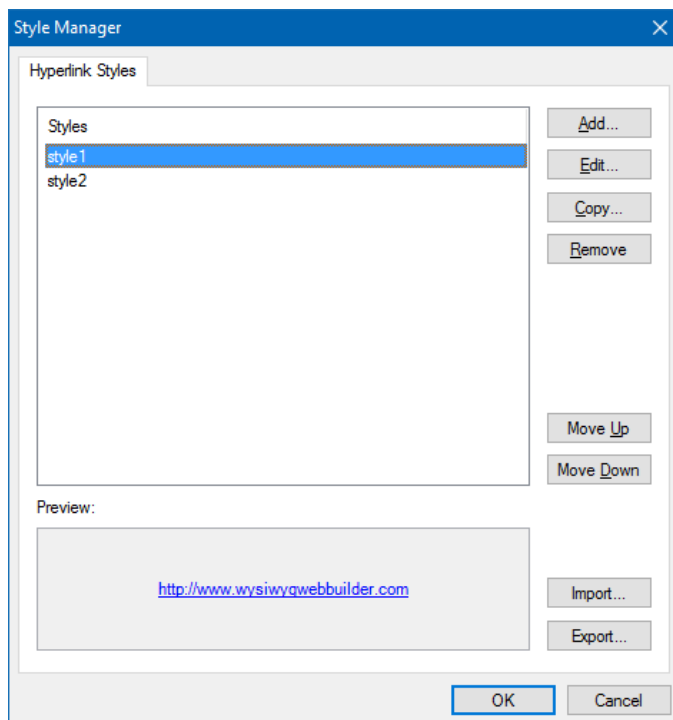 Style Manager
Hyperlink Styles
Styles
style1
style2
Add...
Edit...
Copy...
Remove
Move Up
Move Down
Preview:
http://www.wysiwygwebbuilder.com
Import...
Export...
OK
Cancel